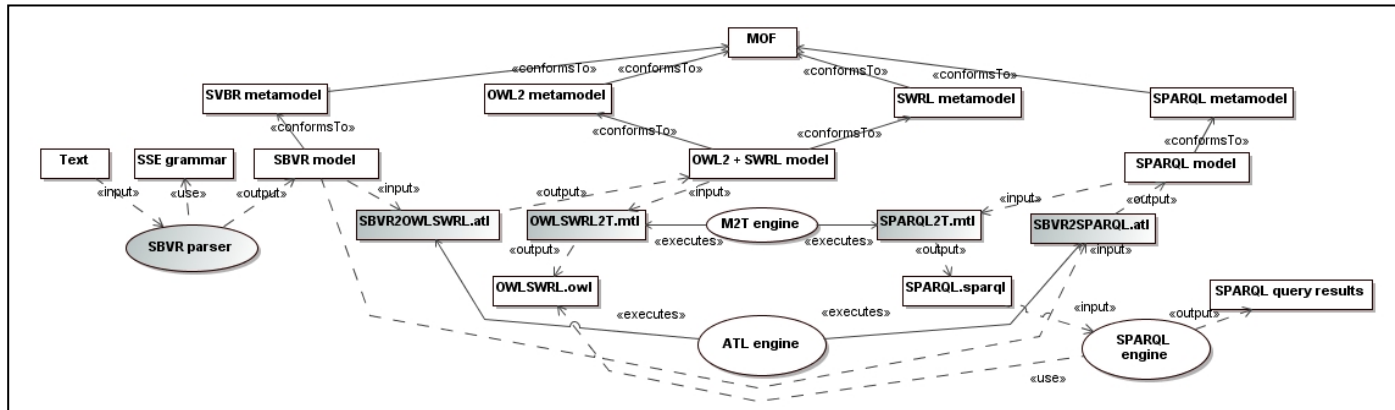 MOF
«conformsTo»
«conformsTo»
«conformsTo»
«conformsTo»
SVBR metamodel
OWL2 metamodel
SWRL metamodel
SPARQL metamodel
«conformsTo»
«conformsTo»
«conformsTo»
«conformsTo»
Text
SSE grammar
SBVR model
OWL2 + SWRL model
SPARQL model
«input»
«use»
«output»
«input»
«output»
«input»
«input»
«output»
SBVR2OWLSWRL.atl
OWLSWRL2T.mtl
M2T engine
SPARQL2T.mtl
SBVR2SPARQL.atl
SBVR parser
«executes»
«executes»
«output»
«output»
«input»
OWLSWRL.owl
SPARQL.sparql
SPARQL query results
«executes»
«executes»
«input»
«output»
ATL engine
SPARQL
engine
«use»